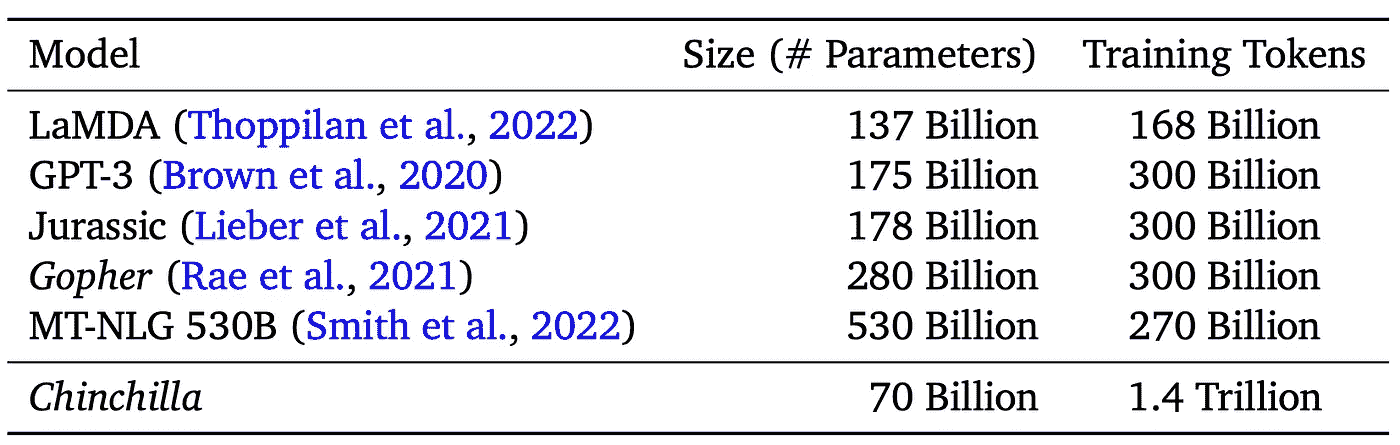 Model Size (# Parameters) Training Tokens
LaMDA (Thoppilan et al., 2022) 137 Billion 168 Billion
GPT-3 (Brown et al., 2020) 175 Billion 300 Billion
Jurassic (Lieber et al., 2021) 178 Billion 300 Billion
Gopher (Rae et al., 2021) 280 Billion 300 Billion
MT-NLG 530B (Smith et al., 2022) 530 Billion 270 Billion
Chinchilla 70 Billion 1.4 Trillion